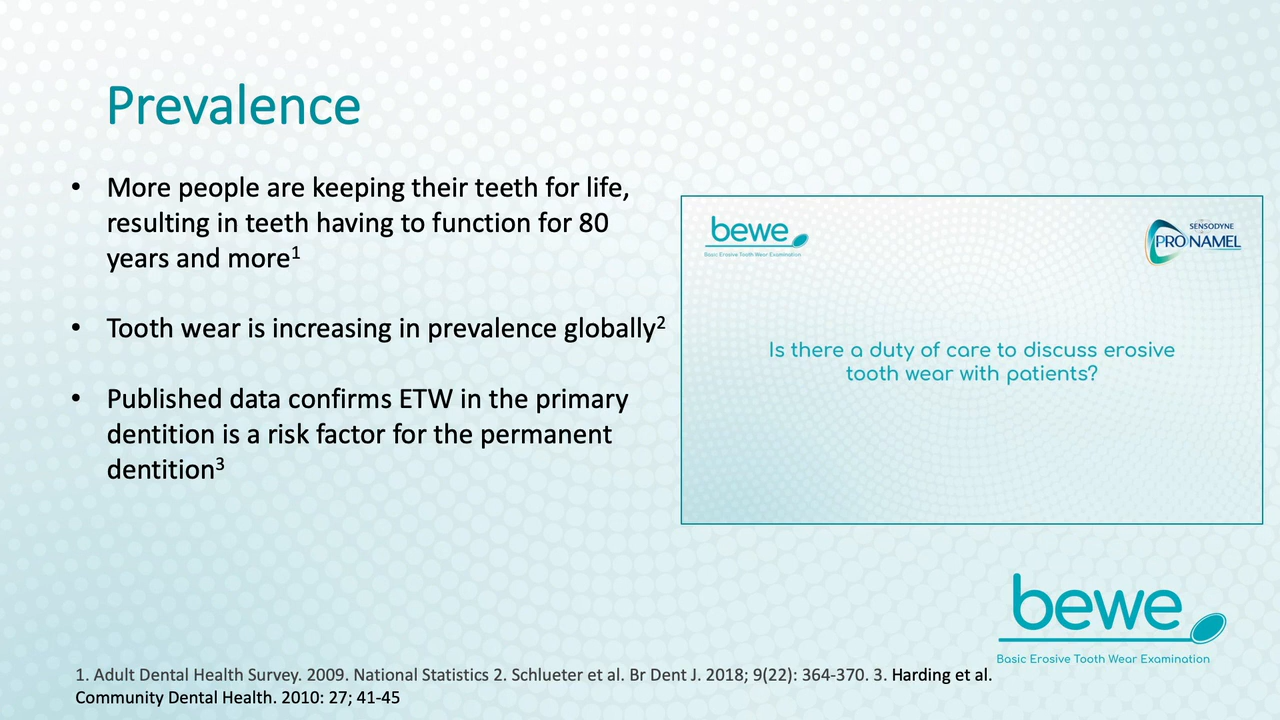 Prevalence
• More people are keeping their teeth for life,
resulting in teeth having to function for 80
years and more1
• Tooth wear is increasing in prevalence globally2
• Published data confirms ETW in the primary
dentition is a risk factor for the permanent
dentition3
bewe
Basic Erosive Tooth Wear Examination
SENSODYNE
PRONAMEL
Is there a duty of care to discuss erosive
tooth wear with patients?
bewe
Basic Erosive Tooth Wear Examination
1. Adult Dental Health Survey. 2009. National Statistics 2. Schlueter et al. Br Dent J. 2018; 9(22): 364-370. 3. Harding et al.
Community Dental Health. 2010: 27; 41-45